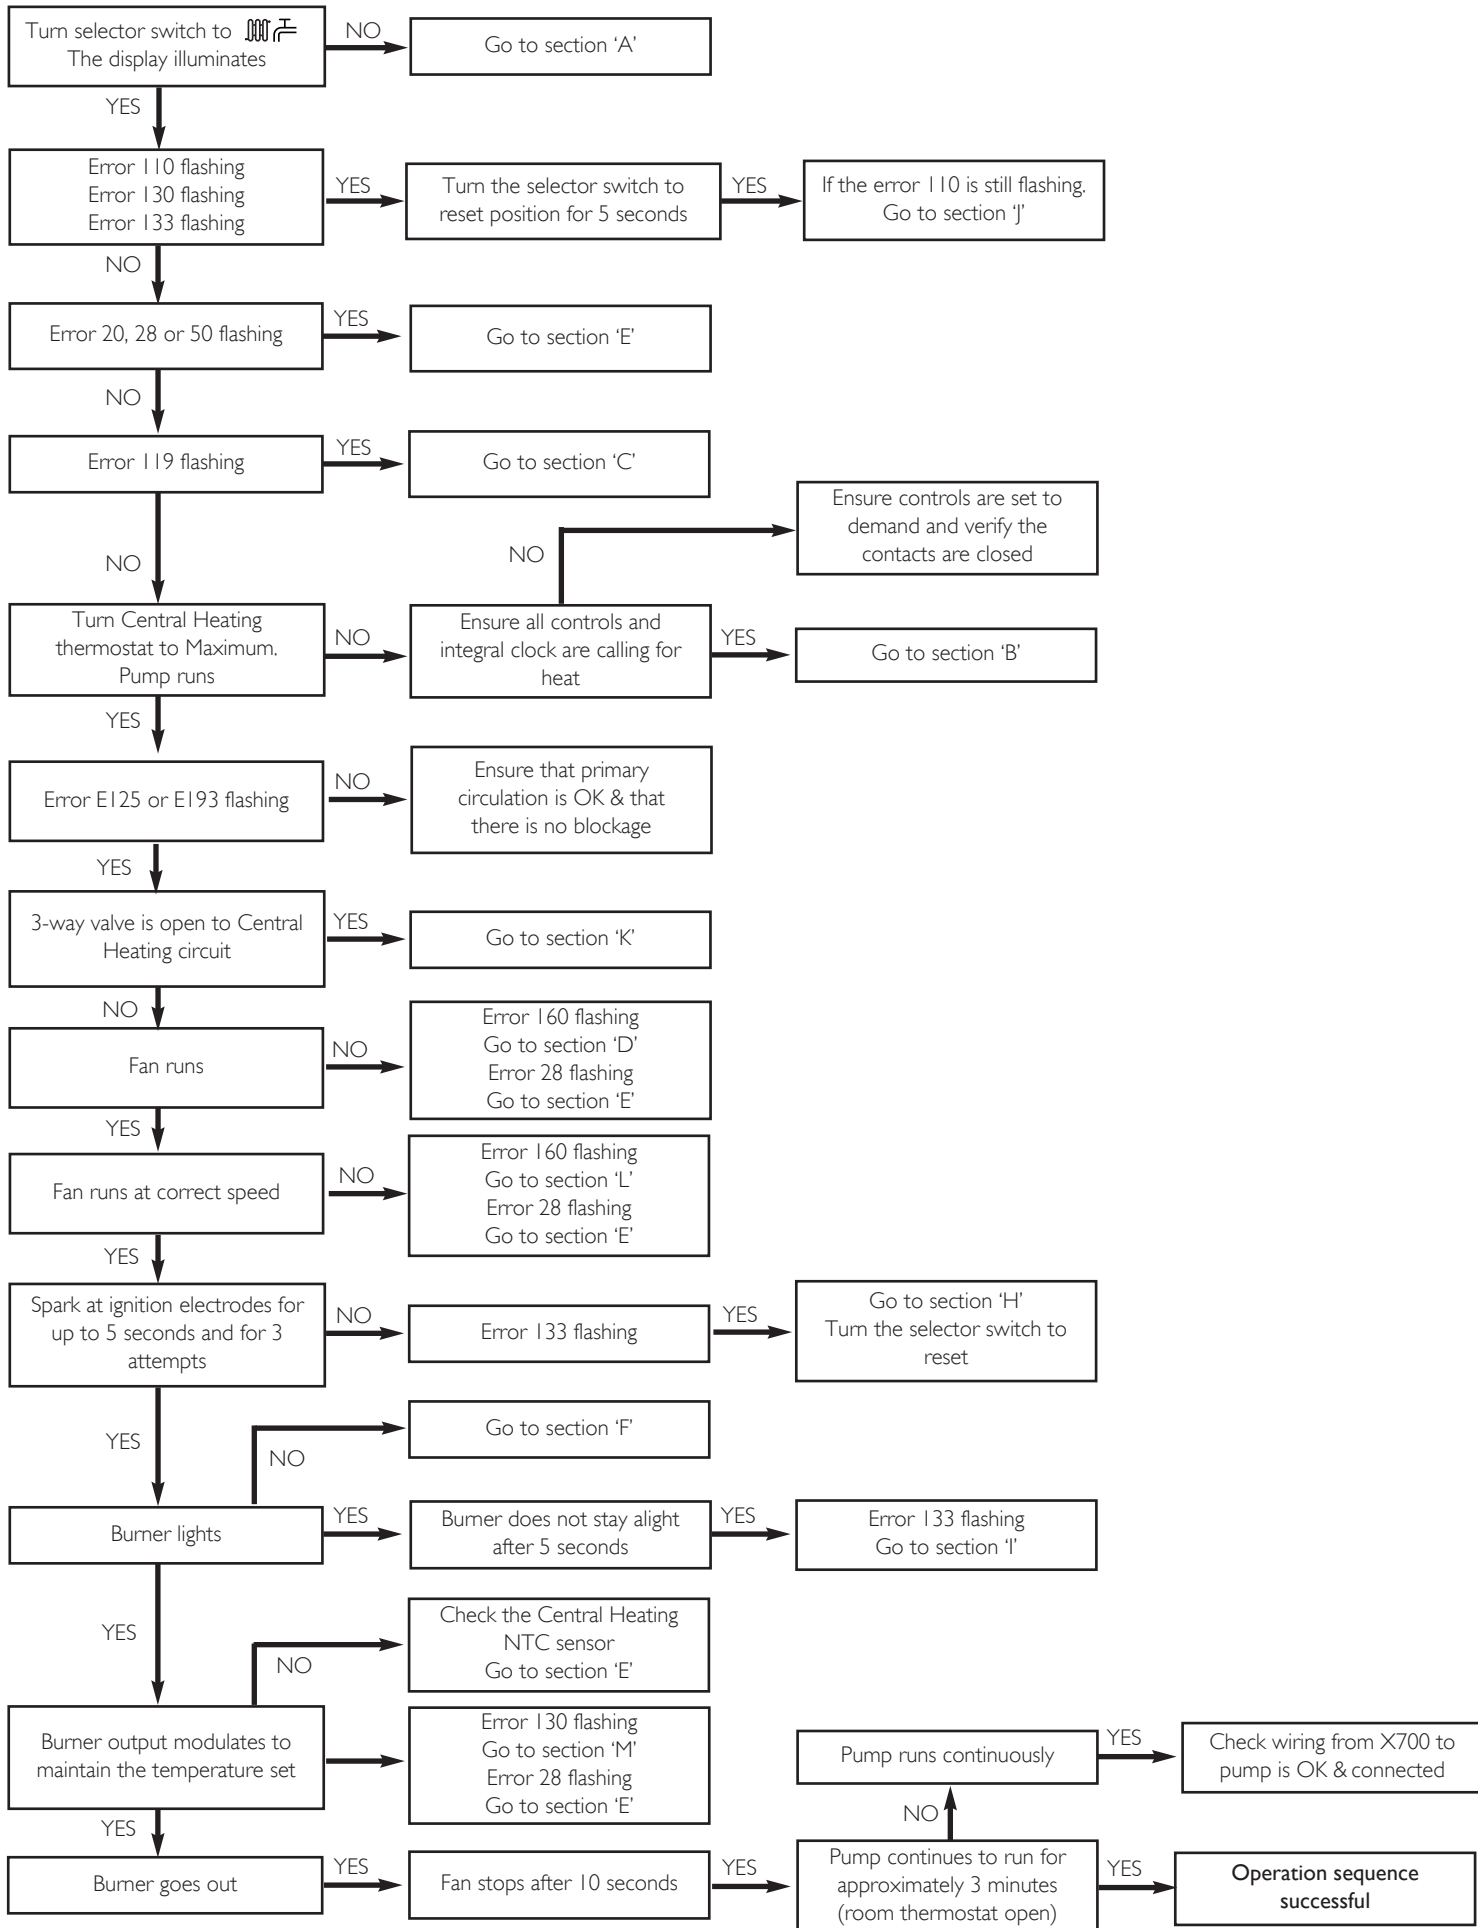 Turn selector switch to
The display illuminates
NO
Go to section ‘A’
YES
Error 110 flashing
Error 130 flashing
Error 133 flashing
YES
Turn the selector switch to
reset position for 5 seconds
YES
If the error 110 is still flashing.
Go to section ‘J’
NO
Error 20, 28 or 50 flashing
YES
Go to section ‘E’
NO
Error 119 flashing
YES
Go to section ‘C’
NO
Turn Central Heating
thermostat to Maximum.
Pump runs
NO
Ensure all controls and
integral clock are calling for
heat
NO
Ensure controls are set to
demand and verify the
contacts are closed
YES
Go to section ‘B’
YES
Error E125 or E193 flashing
NO
Ensure that primary
circulation is OK & that
there is no blockage
YES
3-way valve is open to Central
Heating circuit
YES
Go to section ‘K’
NO
Fan runs
NO
Error 160 flashing
Go to section ‘D’
Error 28 flashing
Go to section ‘E’
YES
Fan runs at correct speed
NO
Error 160 flashing
Go to section ‘L’
Error 28 flashing
Go to section ‘E’
YES
Spark at ignition electrodes for
up to 5 seconds and for 3
attempts
NO
Error 133 flashing
YES
Go to section ‘H’
Turn the selector switch to
reset
YES
NO
Go to section ‘F’
Burner lights
YES
Burner does not stay alight
after 5 seconds
YES
Error 133 flashing
Go to section ‘I’
YES
NO
Check the Central Heating
NTC sensor
Go to section ‘E’
Burner output modulates to
maintain the temperature set
Error 130 flashing
Go to section ‘M’
Error 28 flashing
Go to section ‘E’
YES
Burner goes out
YES
Fan stops after 10 seconds
YES
Pump continues to run for
approximately 3 minutes
(room thermostat open)
NO
Pump runs continuously
YES
Check wiring from X700 to
pump is OK & connected
YES
Operation sequence
successful